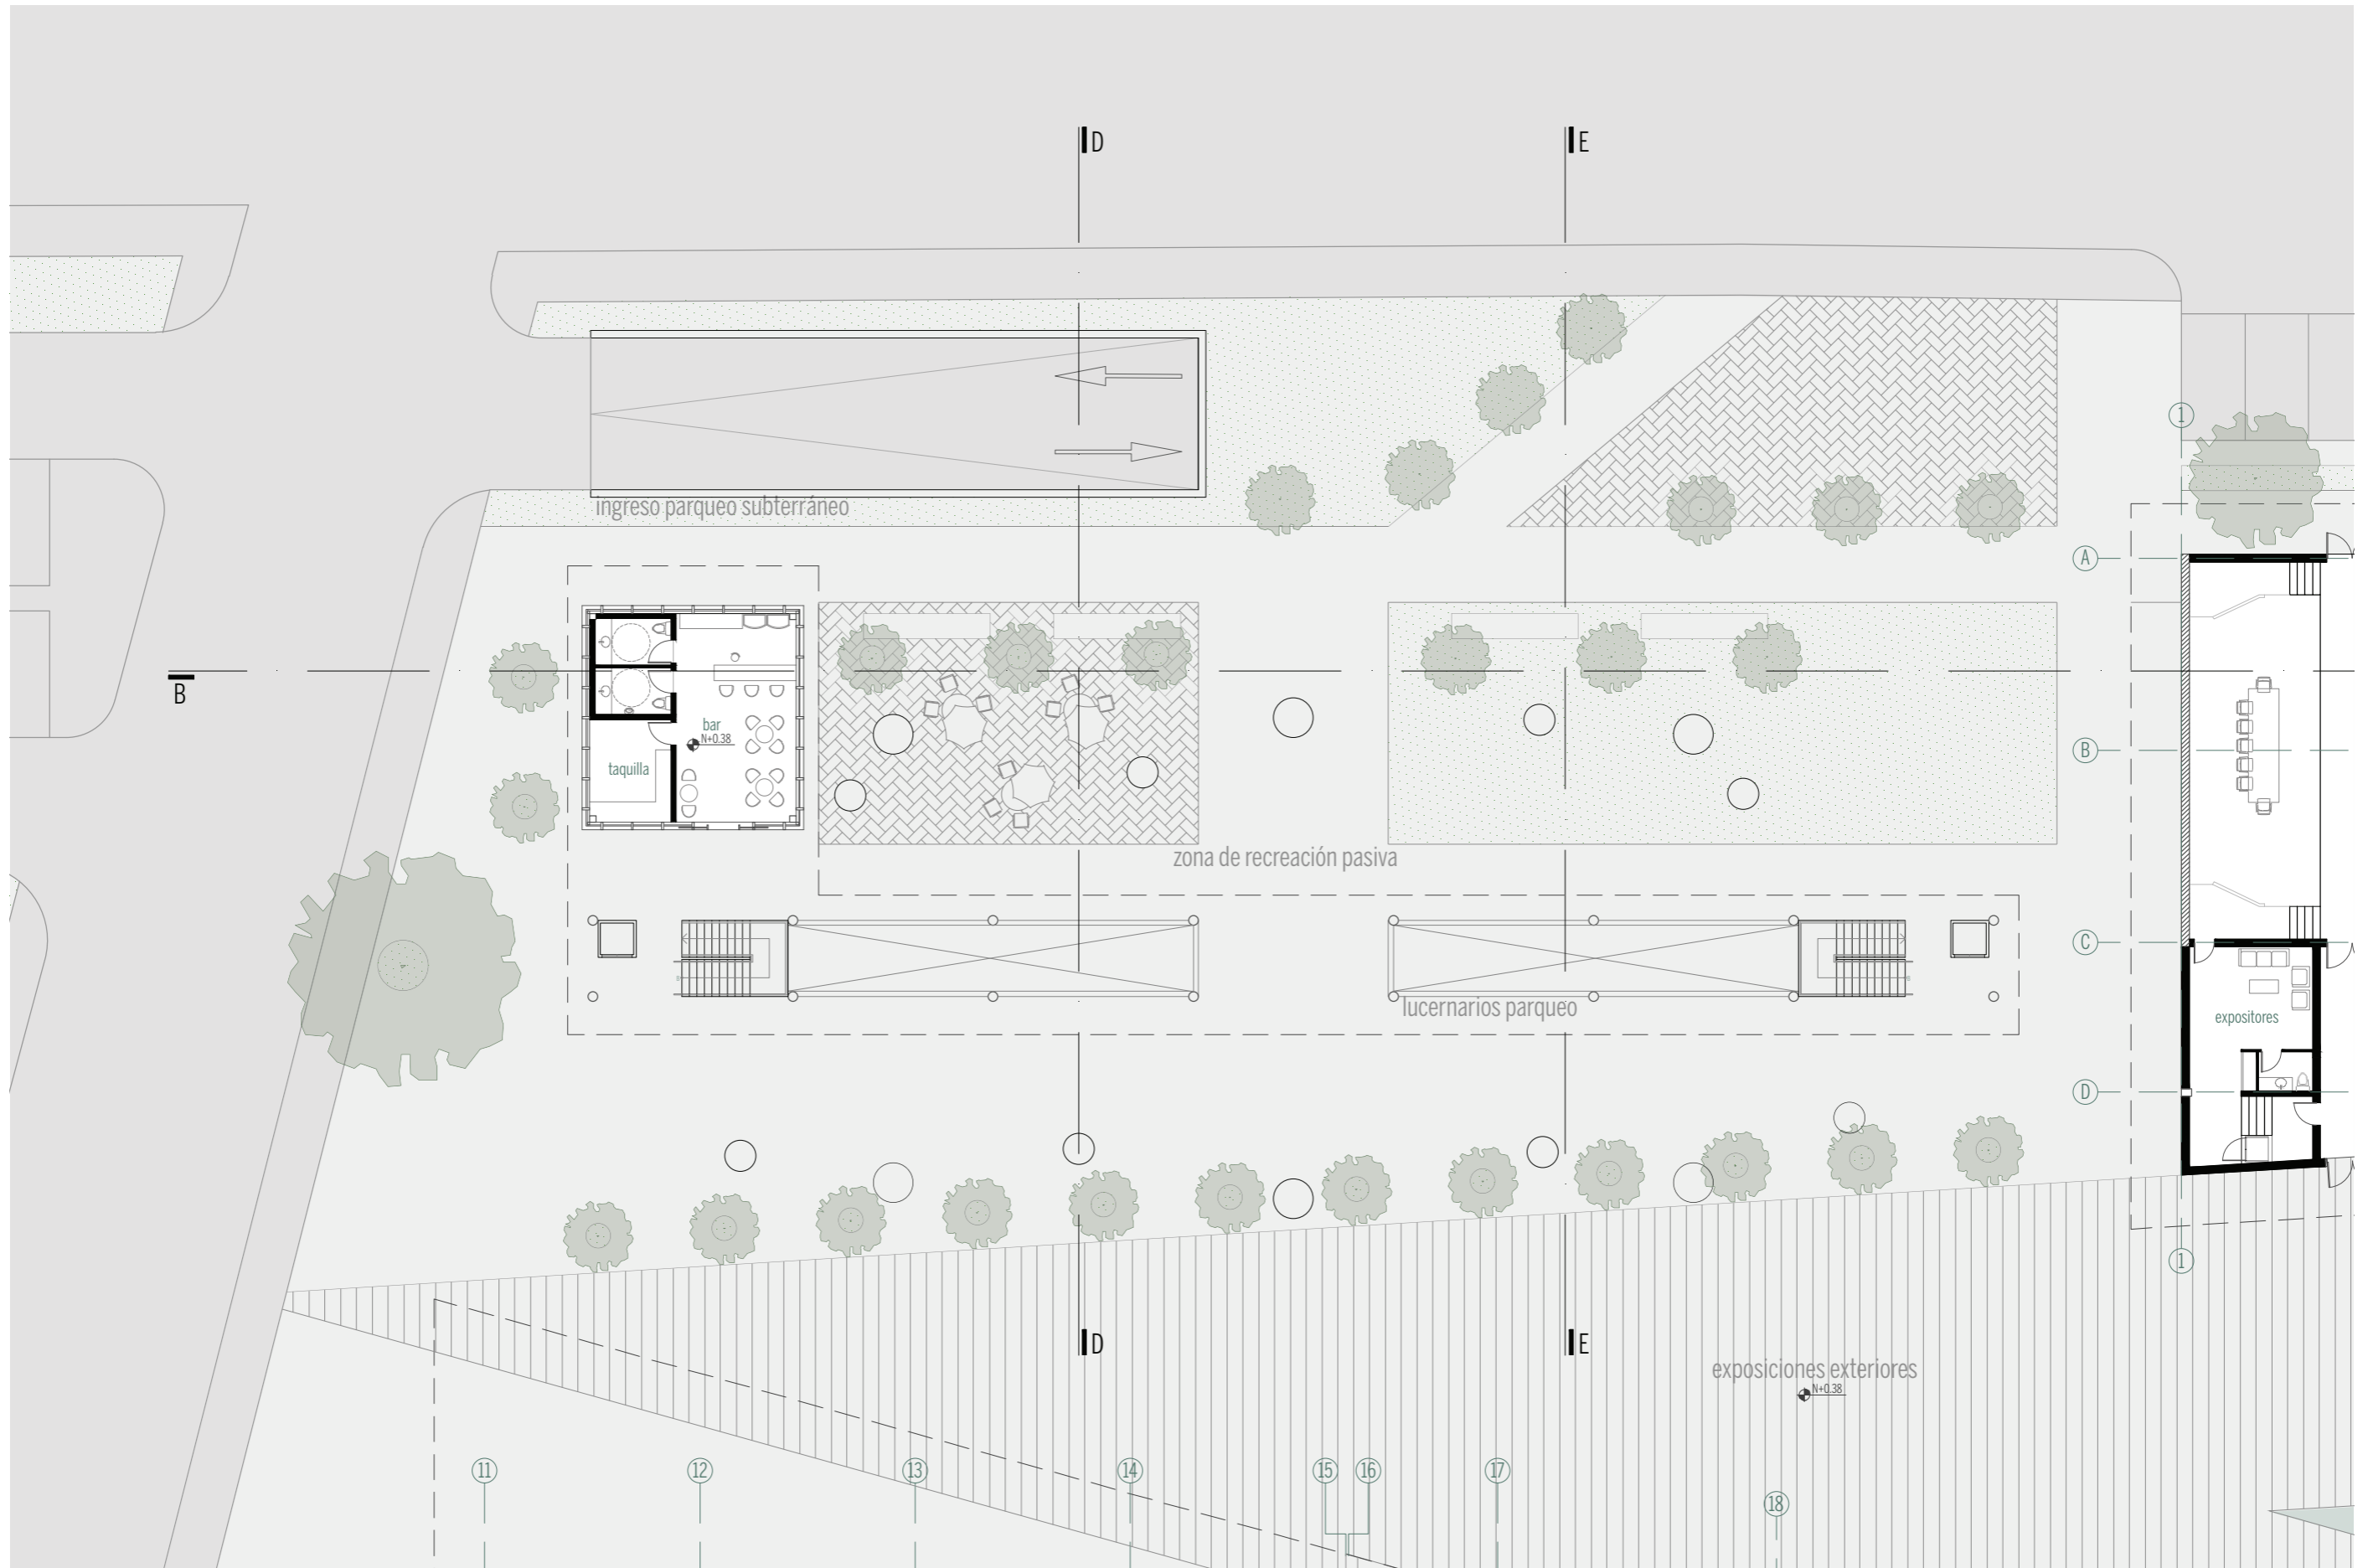 D
E
ingreso parqueo subterráneo
1
A
B
bar
N+0.38
taquilla
B
zona de recreación pasiva
C
lucernarios parqueo
expositores
D
1
D
E
exposiciones exteriores
N+0.38
11
12
13
14
15
16
17
18